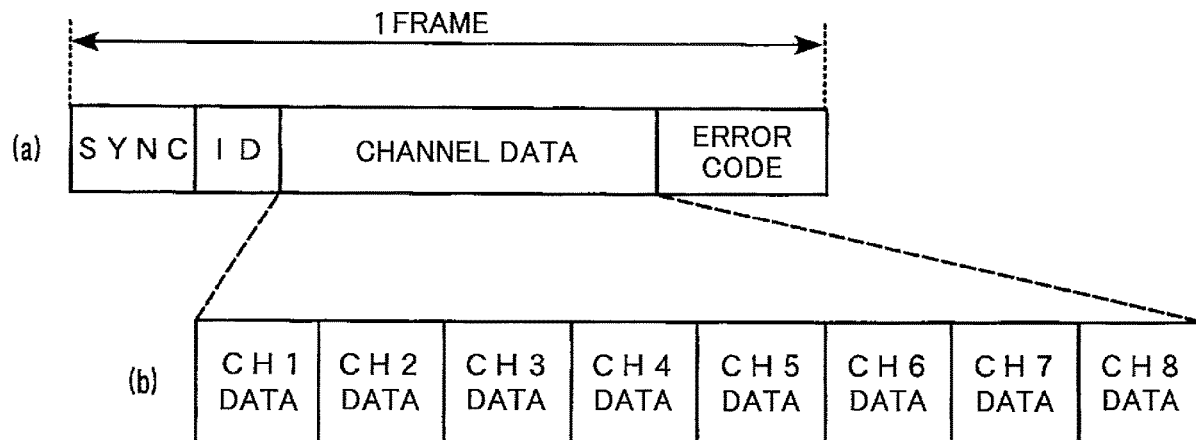 1 FRAME
(a) SYNC ID CHANNEL DATA ERROR CODE
(b) CH1 DATA CH2 DATA CH3 DATA CH4 DATA CH5 DATA CH6 DATA CH7 DATA CH8 DATA